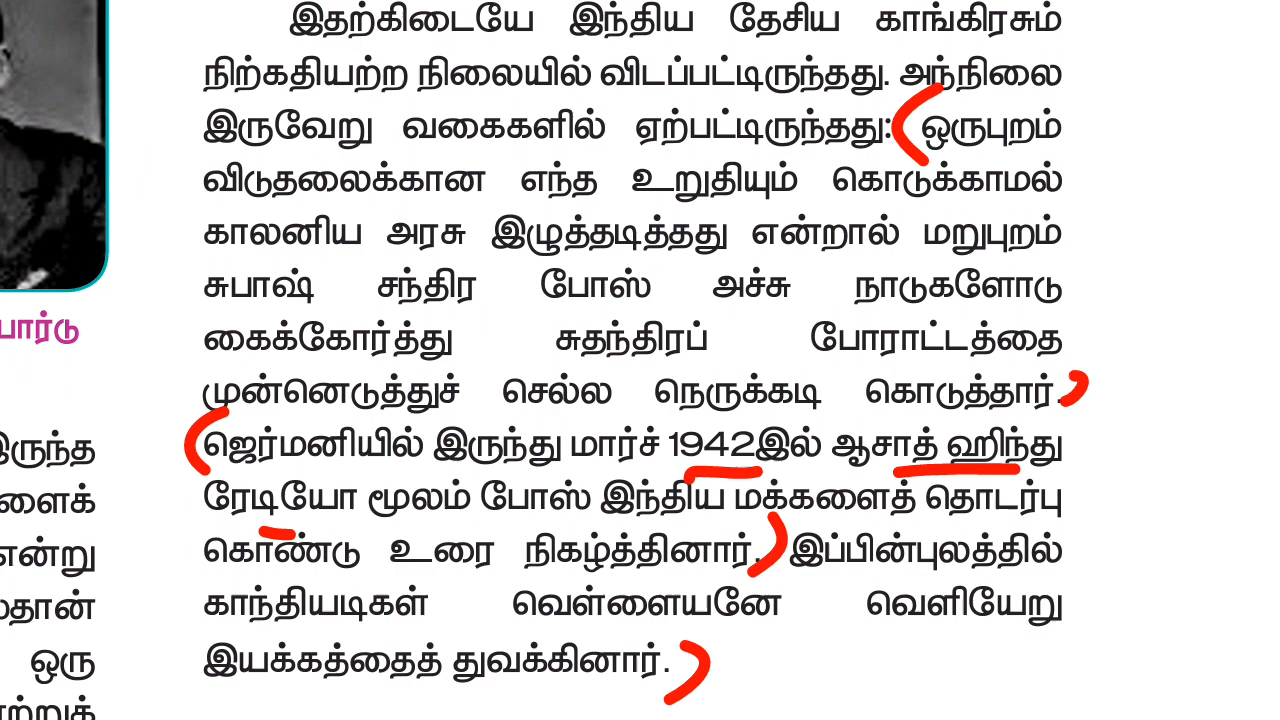 பார்டு
இருந்த
களைக்
என்று
தான்
ஒரு
இதற்கிடையே இந்திய தேசிய காங்கிரசும்
நிற்கதியற்ற நிலையில் விடப்பட்டிருந்தது. அந்நிலை
இருவேறு வகைகளில் ஏற்பட்டிருந்தது: ஒருபுறம்
விடுதலைக்கான எந்த உறுதியும் கொடுக்காமல்
காலனிய அரசு இழுத்தடித்தது என்றால் மறுபுறம்
சுபாஷ் சந்திர போஸ் அச்சு நாடுகளோடு
கைக்கோர்த்து சுதந்திரப் போராட்டத்தை
முன்னெடுத்துச் செல்ல நெருக்கடி கொடுத்தார்.
ஜெர்மனியில் இருந்து மார்ச் 1942இல் ஆசாத் ஹிந்து
ரேடியோ மூலம் போஸ் இந்திய மக்களைத் தொடர்பு
கொண்டு உரை நிகழ்த்தினார். இப்பின்புலத்தில்
காந்தியடிகள் வெள்ளையனே வெளியேறு
இயக்கத்தைத் துவக்கினார்.